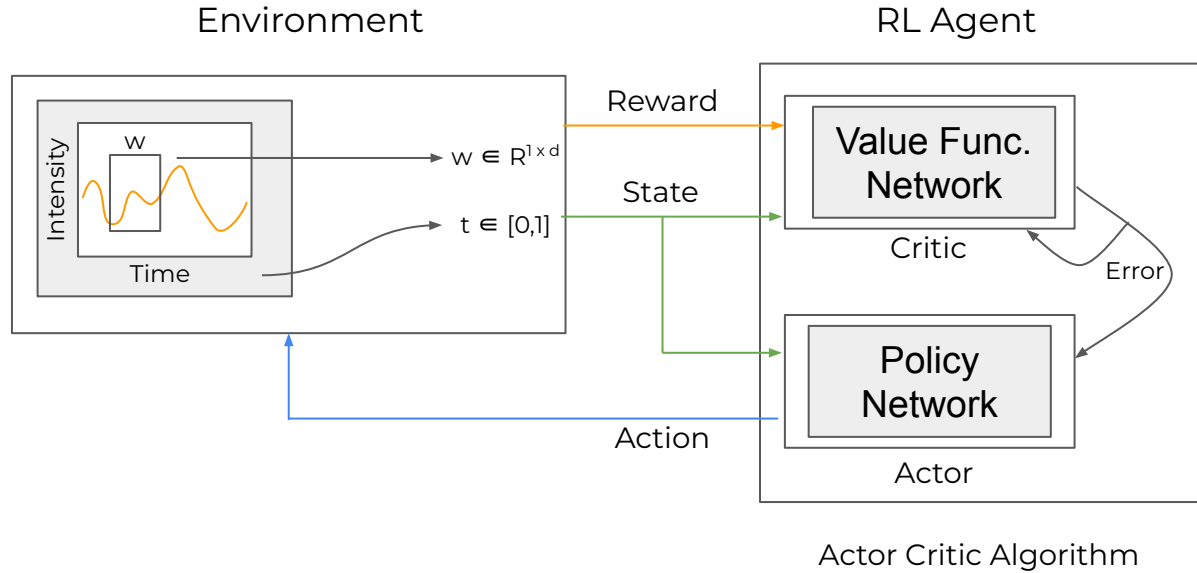 Environment
RL Agent
Intensity
w
Time
w ∈ R^{1 x d}
t ∈ [0,1]
Reward
State
Action
Value Func.
Network
Critic
Error
Policy
Network
Actor
Actor Critic Algorithm